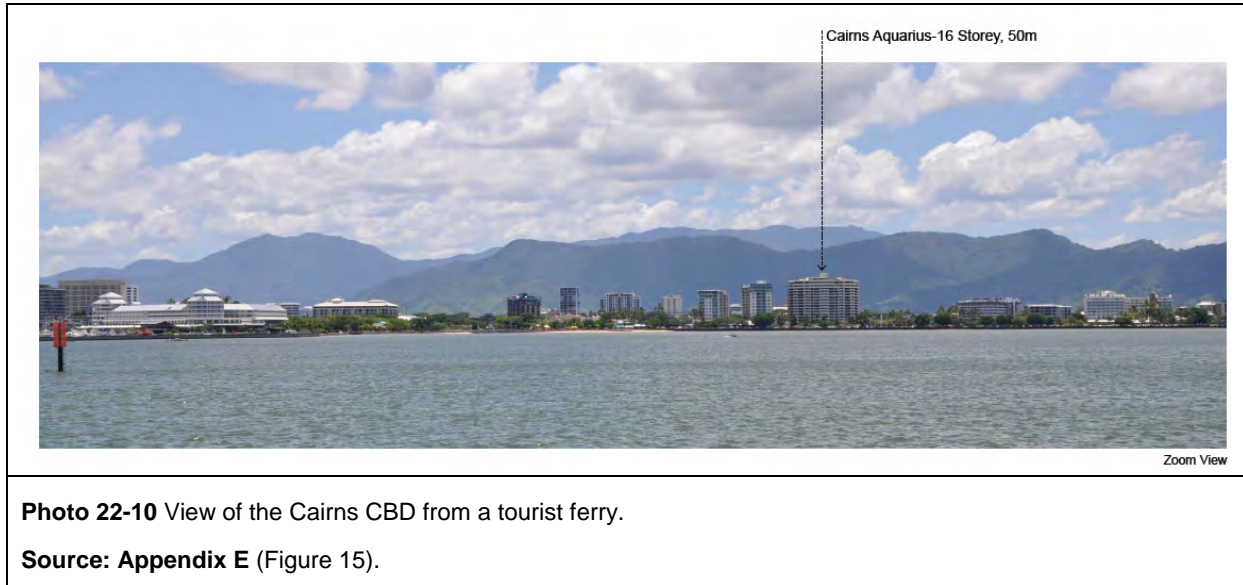 Cairns Aquarius-16 Storey, 50m
Zoom View
Photo 22-10 View of the Cairns CBD from a tourist ferry.
Source: Appendix E (Figure 15).